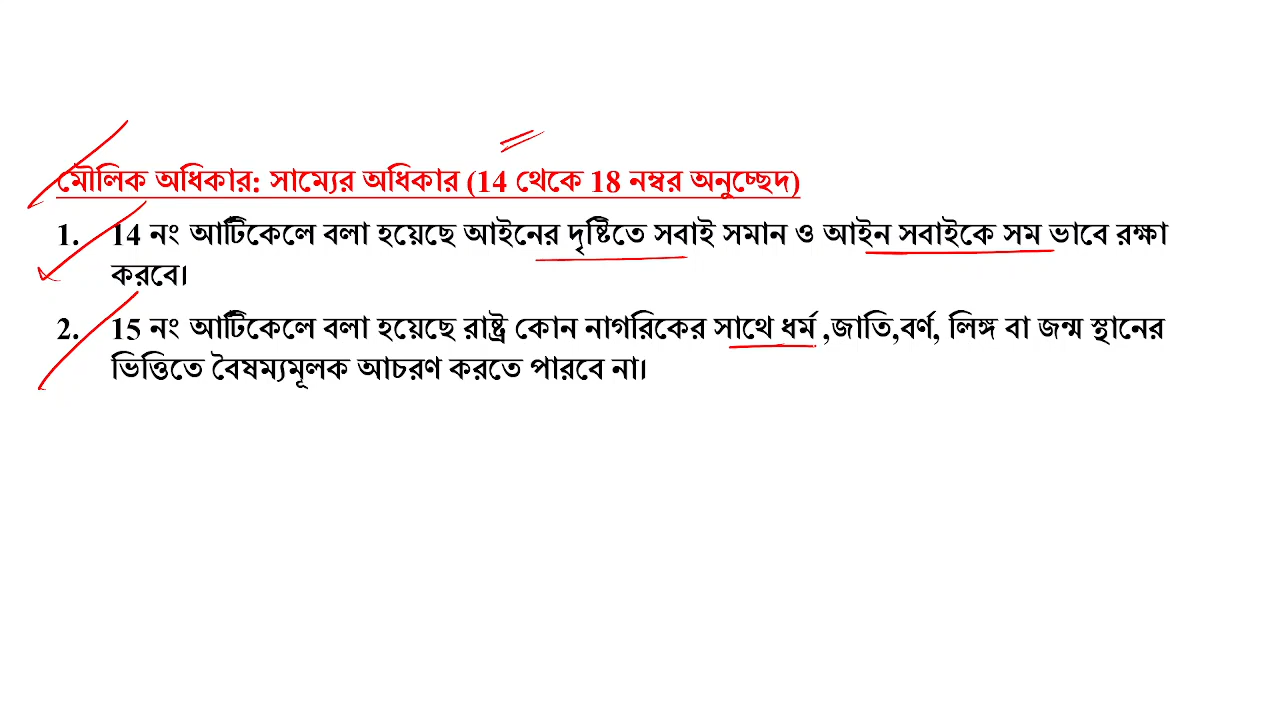 মৌলিক অধিকার: সাম্যের অধিকার (14 থেকে 18 নম্বর অনুচ্ছেদ)
1. 14 নং আর্টিকেলে বলা হয়েছে আইনের দৃষ্টিতে সবাই সমান ও আইন সবাইকে সম ভাবে রক্ষা
করবে।
2. 15 নং আর্টিকেলে বলা হয়েছে রাষ্ট্র কোন নাগরিকের সাথে ধর্ম ,জাতি,বর্ণ, লিঙ্গ বা জন্ম স্থানের
ভিত্তিতে বৈষম্যমূলক আচরণ করতে পারবে না।